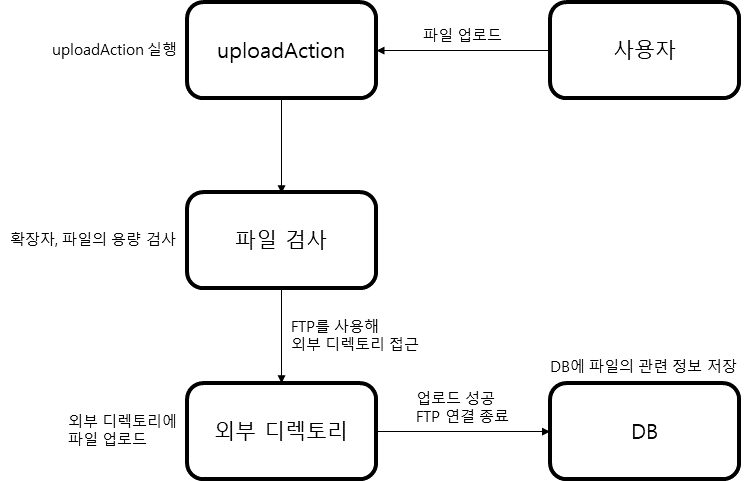 uploadAction 실행
uploadAction
파일 업로드
사용자
확장자, 파일의 용량 검사
파일 검사
FTP를 사용해
외부 디렉토리 접근
DB에 파일의 관련 정보 저장
외부 디렉토리에
파일 업로드
외부 디렉토리
업로드 성공
FTP 연결 종료
DB